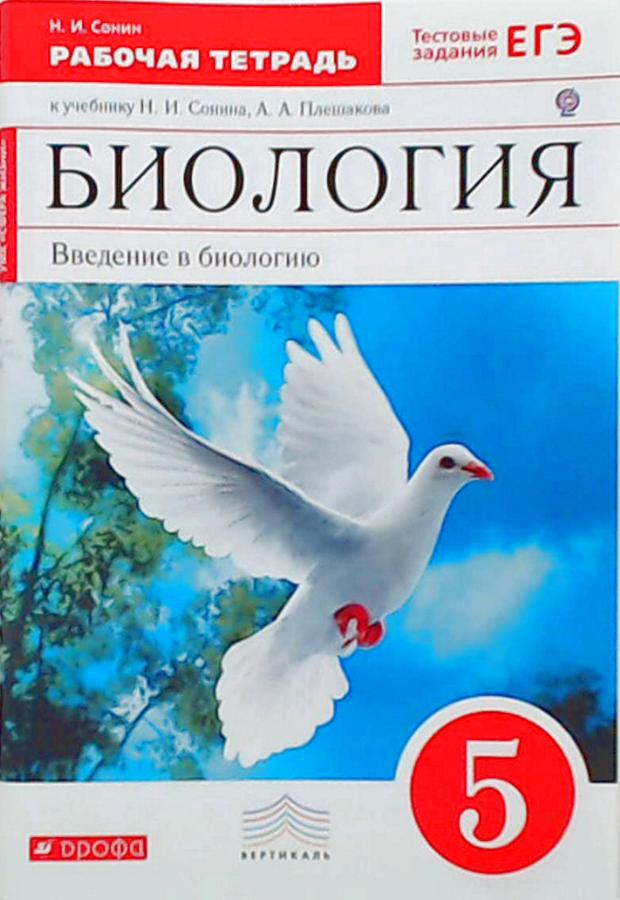 Н. И. Сонин
РАБОЧАЯ ТЕТРАДЬ
Тестовые
задания ЕГЭ
к учебнику Н. И. Сонина, А. А. Плешакова
БИОЛОГИЯ
Введение в биологию
5
ДРОФА
ВЕРТИКАЛЬ